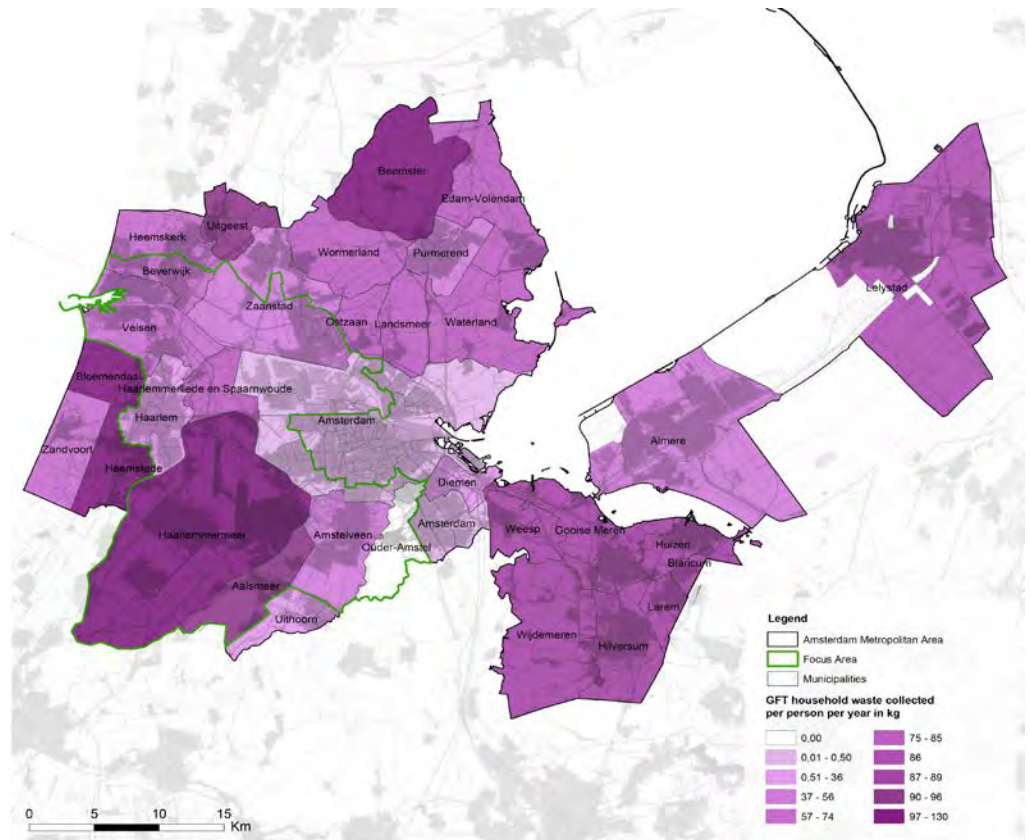 Beemster
Edam-Volendam
Uitgeest
Heemskerk
Wormerland
Purmerend
Beverwijk
Zaanstad
Lelystad
Velsen
Ostzaan
Landsmeer
Waterland
Bloemendaal
Haarlemmerliede en Spaarnwoude
Haarlem
Amsterdam
Almere
Zandvoort
Heemstede
Diemen
Amsterdam
Weesp
Gooise Meren
Haarlemmermeer
Amstelveen
Ouder-Amstel
Huizen
Blaricum
Aalsmeer
Larem
Uithoorn
Wijdemeren
Hilversum
Legend
Amsterdam Metropolitan Area
Focus Area
Municipalities
GFT household waste collected
per person per year in kg
0,00 75 - 85
0,01 - 0,50 86
0,51 - 36 87 - 89
37 - 56 90 - 96
57 - 74 97 - 130
0 5 10 15
Km